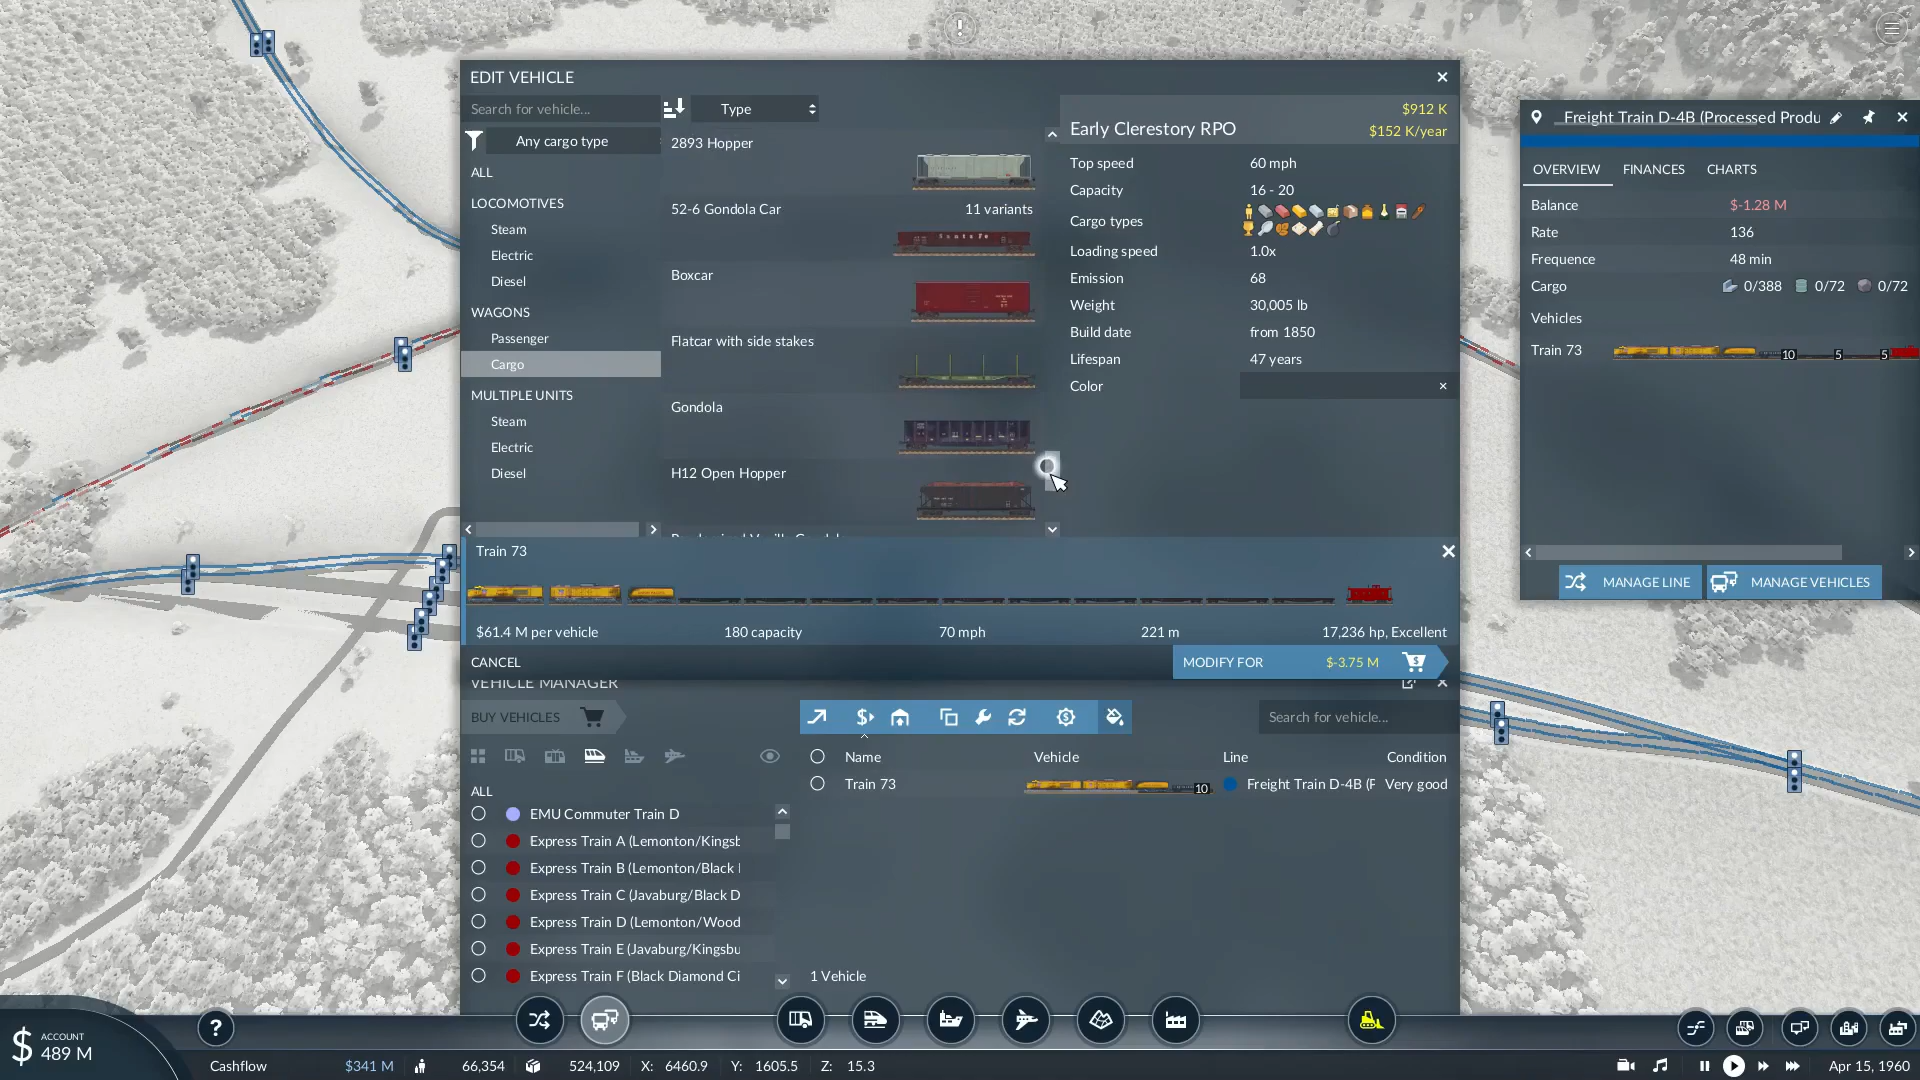 EDIT VEHICLE
Search for vehicle...
Type
Any cargo type
ALL
LOCOMOTIVES
Steam
Electric
Diesel
WAGONS
Passenger
Cargo
MULTIPLE UNITS
Steam
Electric
Diesel
2893 Hopper
52-6 Gondola Car 11 variants
Santa Fe
Boxcar
Flatcar with side stakes
Gondola
H12 Open Hopper
$912 K
Early Clerestory RPO $152 K/year
Top speed 60 mph
Capacity 16 - 20
Cargo types
Loading speed 1.0x
Emission 68
Weight 30,005 lb
Build date from 1850
Lifespan 47 years
Color
Train 73
$61.4 M per vehicle 180 capacity 70 mph 221 m 17,236 hp, Excellent
CANCEL
MODIFY FOR $-3.75 M
VEHICLE MANAGER
BUY VEHICLES
Search for vehicle...
Name Vehicle Line Condition
Train 73 10 Freight Train D-4B (F Very good
ALL
EMU Commuter Train D
Express Train A (Lemonton/Kingsb
Express Train B (Lemonton/Black
Express Train C (Javaburg/Black D
Express Train D (Lemonton/Wood
Express Train E (Javaburg/Kingsbu
Express Train F (Black Diamond Ci
1 Vehicle
Freight Train D-4B (Processed Produ
OVERVIEW FINANCES CHARTS
Balance $-1.28 M
Rate 136
Frequence 48 min
Cargo 0/388 0/72 0/72
Vehicles
Train 73 10 5 5
MANAGE LINE MANAGE VEHICLES
?
$ ACCOUNT
489 M
Cashflow $341 M 66,354 524,109 X: 6460.9 Y: 1605.5 Z: 15.3
Apr 15, 1960